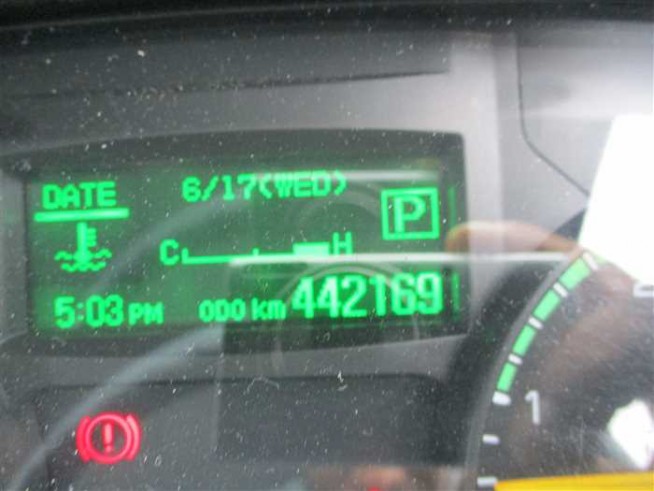 DATE 6/17(WED)
P
C H
5:03 PM ODO km 442169
1